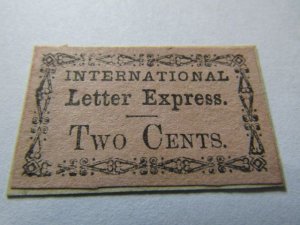 INTERNATIONAL
Letter Express.
TWO CENTS.